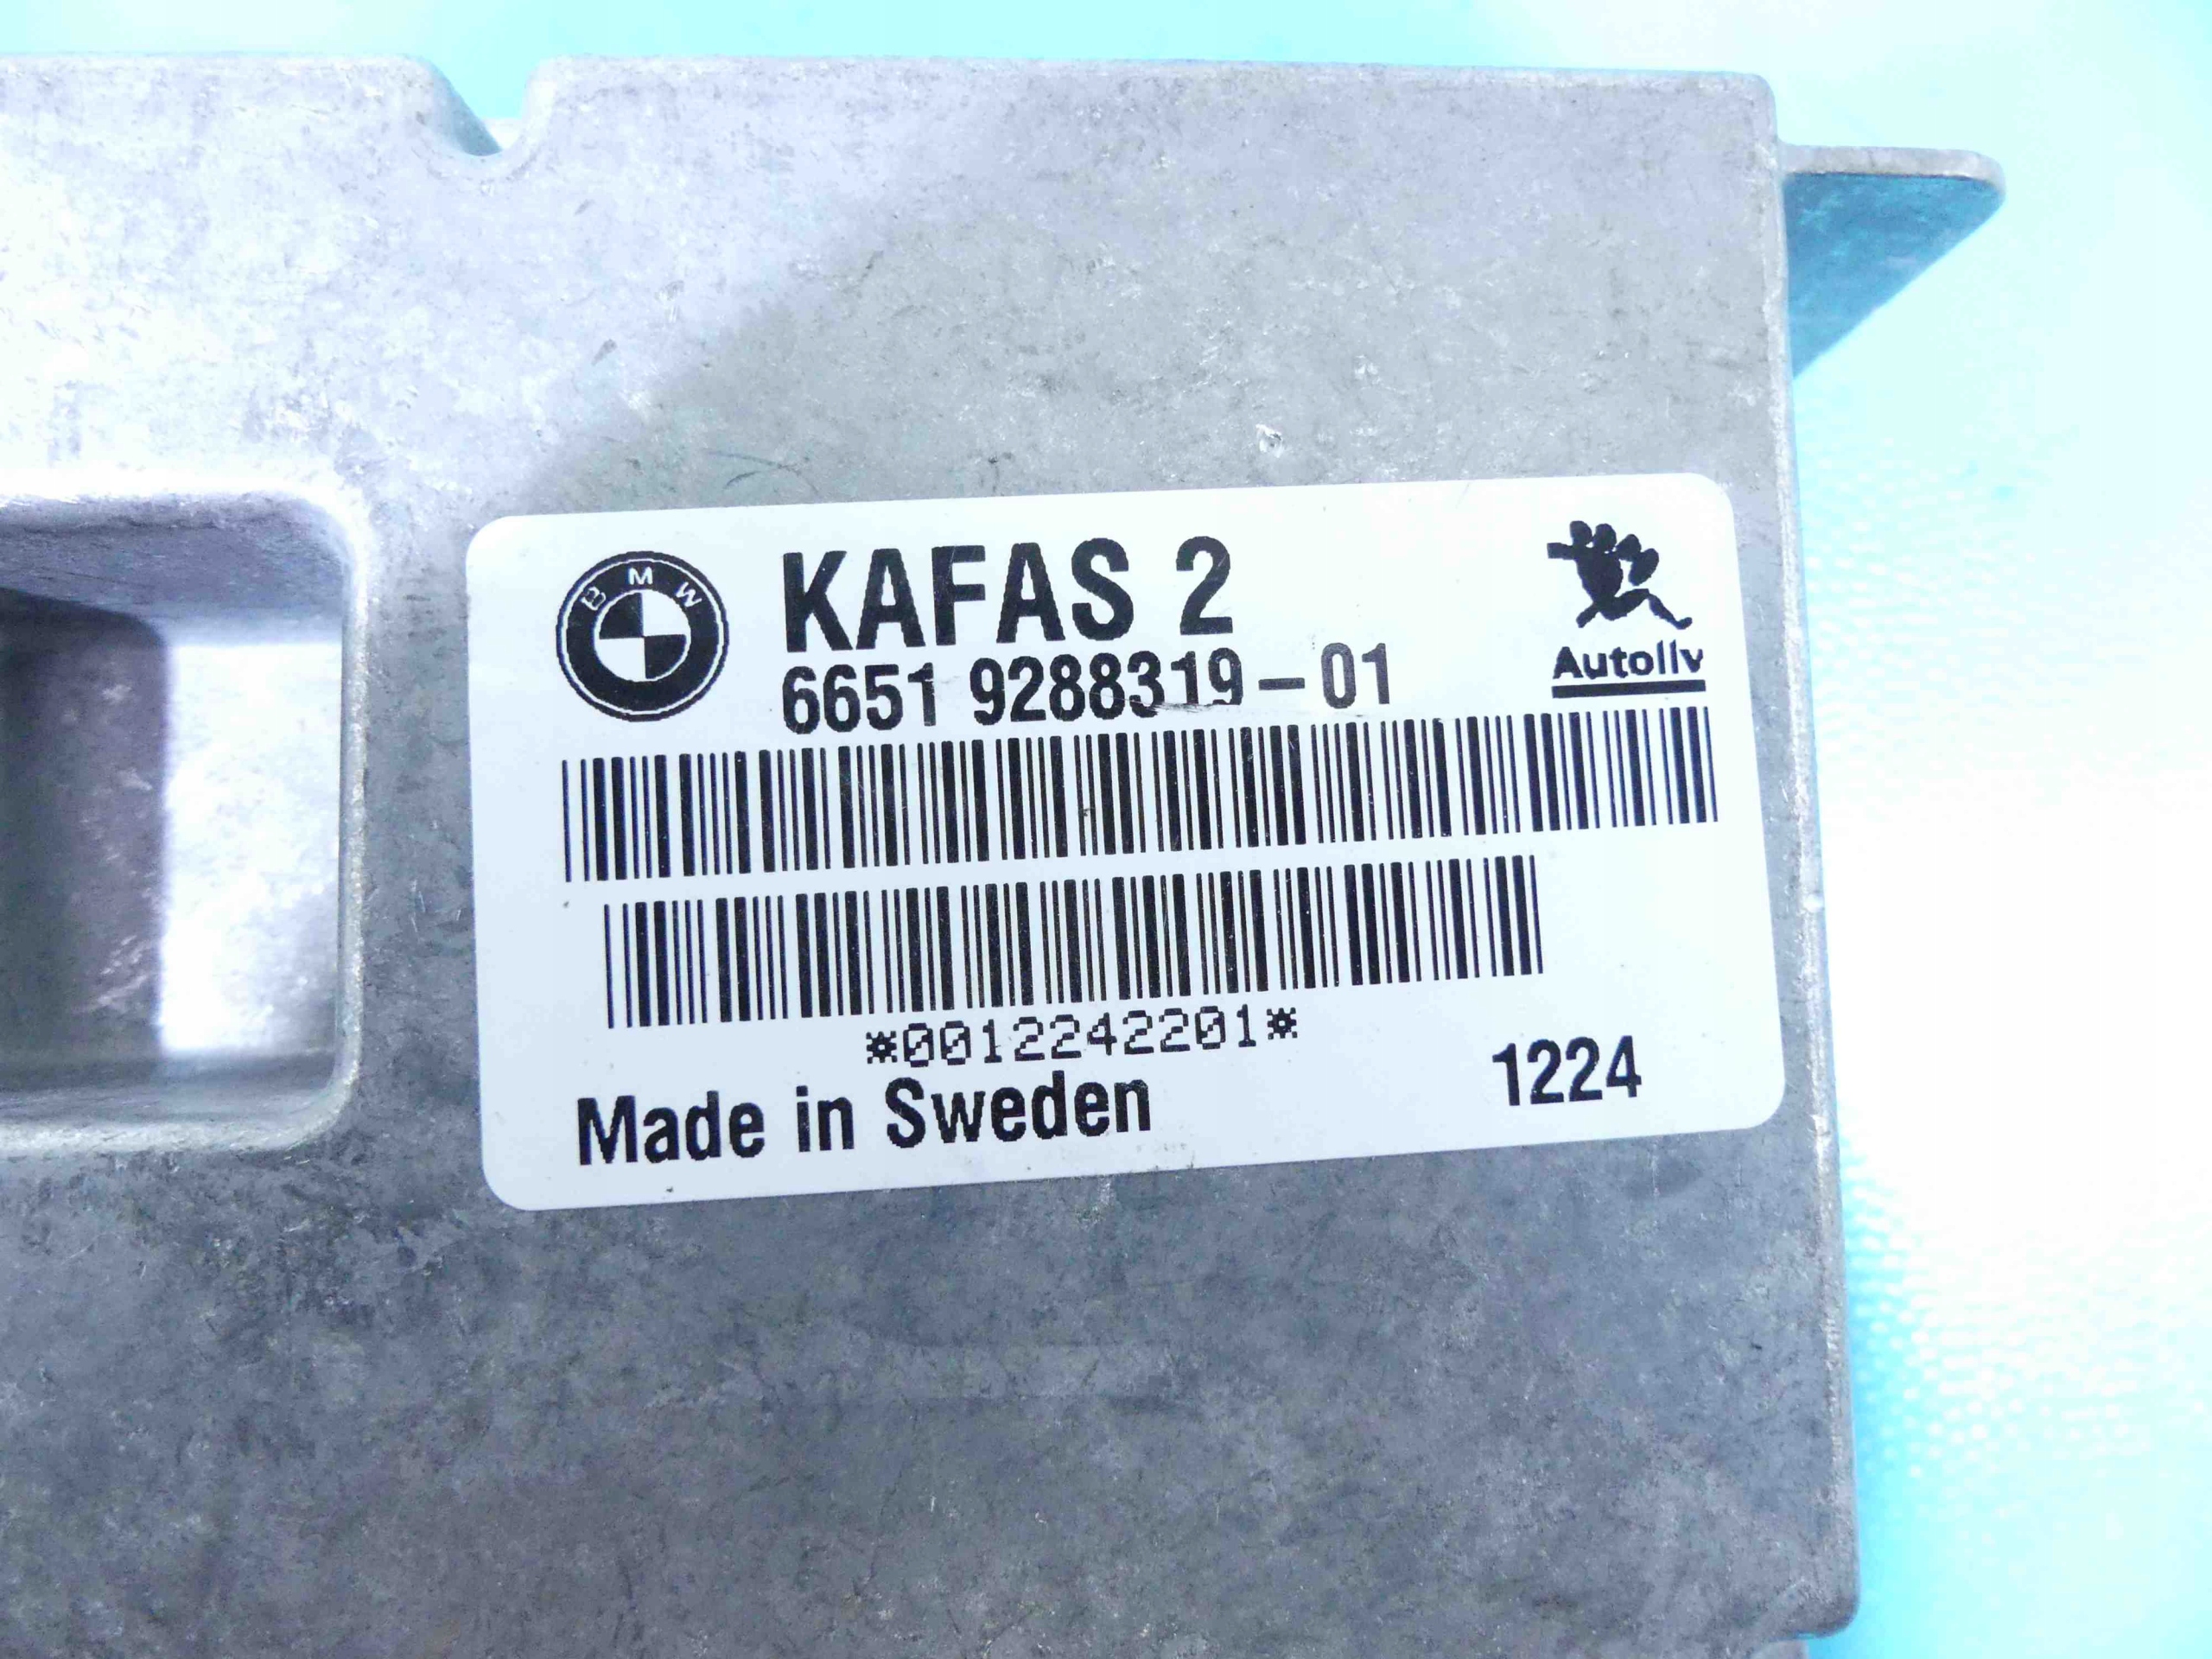 BMW
KAFAS 2
6651 9288319-01
Autoliv
*0012242201*
Made in Sweden
1224